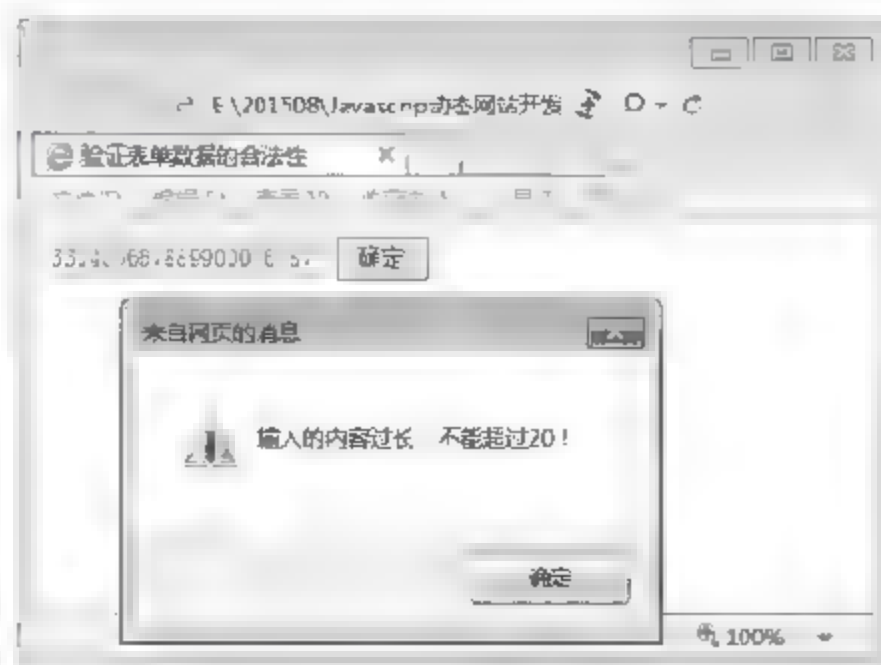 E:\201508\Javascrip动态网站开发
验证表单数据的合法性
确定
来自网页的消息
输入的内容过长 不能超过20!
确定
100%